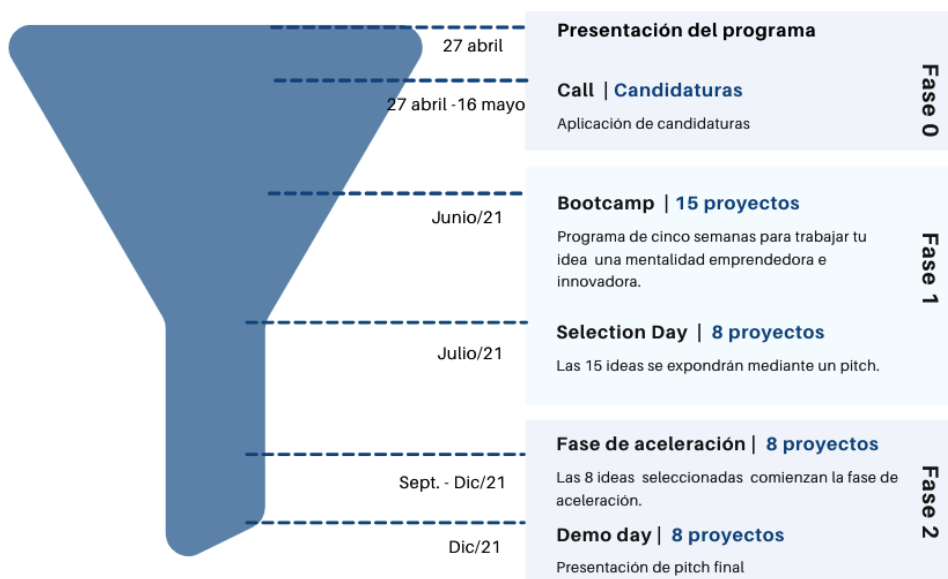 Presentación del programa
27 abril
Call | Candidaturas
27 abril -16 mayo
Aplicación de candidaturas
Fase 0
Bootcamp | 15 proyectos
Junio/21
Programa de cinco semanas para trabajar tu
idea una mentalidad emprendedora e
innovadora.
Fase 1
Selection Day | 8 proyectos
Julio/21
Las 15 ideas se expondrán mediante un pitch.
Fase de aceleración | 8 proyectos
Sept. - Dic/21
Las 8 ideas seleccionadas comienzan la fase de
aceleración.
Fase 2
Demo day | 8 proyectos
Dic/21
Presentación de pitch final